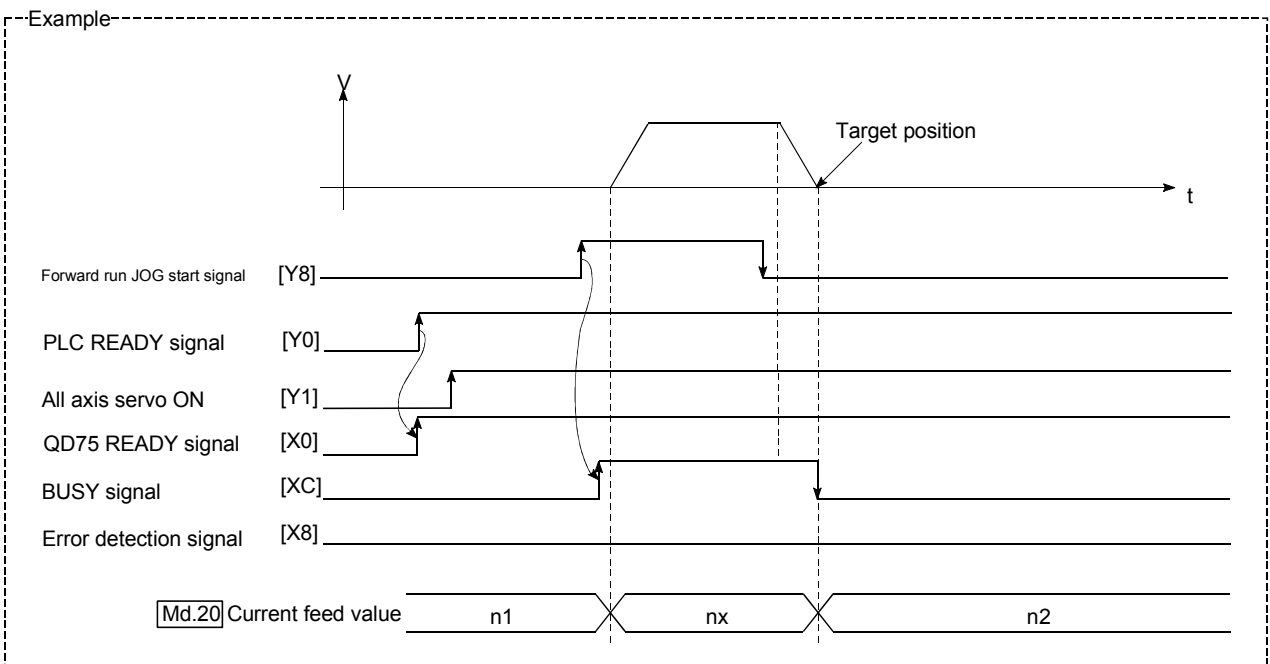 Example
V
Target position
t
Forward run JOG start signal [Y8]
PLC READY signal [Y0]
All axis servo ON [Y1]
QD75 READY signal [X0]
BUSY signal [XC]
Error detection signal [X8]
Md.20 Current feed value n1 nx n2